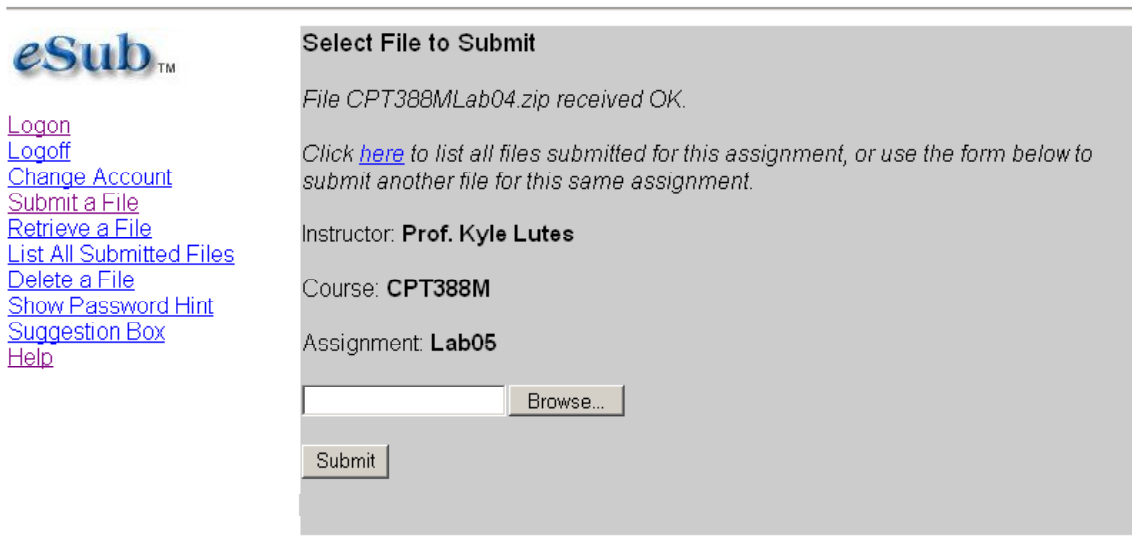 eSub TM
Logon
Logoff
Change Account
Submit a File
Retrieve a File
List All Submitted Files
Delete a File
Show Password Hint
Suggestion Box
Help
Select File to Submit
File CPT388MLab04.zip received OK.
Click here to list all files submitted for this assignment, or use the form below to
submit another file for this same assignment.
Instructor: Prof. Kyle Lutes
Course: CPT388M
Assignment: Lab05
Browse...
Submit